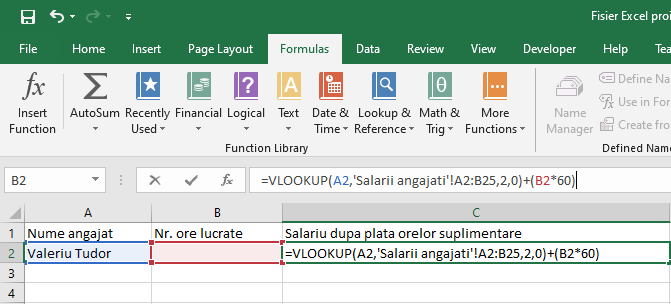 Fisier Excel proi
File Home Insert Page Layout Formulas Data Review View Developer Help Tea
fx Σ ? A θ
Insert Function AutoSum Recently Used Financial Logical Text Date & Time Lookup & Reference Math & Trig More Functions Name Manager Define Na
Use in For
Create from
Function Library Defined Name
B2 fx =VLOOKUP(A2,'Salarii angajati'!A2:B25,2,0)+(B2*60)
A B C
1 Nume angajat Nr. ore lucrate Salariu dupa plata orelor suplimentare
2 Valeriu Tudor =VLOOKUP(A2,'Salarii angajati'!A2:B25,2,0)+(B2*60)
3
4